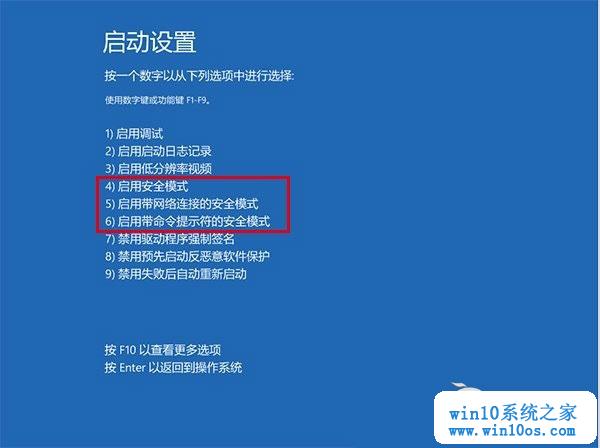 启动设置
按一个数字以从下列选项中进行选择:
使用数字键或功能键 F1-F9。
1) 启用调试
2) 启用启动日志记录
3) 启用低分辨率视频
4) 启用安全模式
5) 启用带网络连接的安全模式
6) 启用带命令提示符的安全模式
7) 禁用驱动程序强制签名
8) 禁用预先启动反恶意软件保护
9) 禁用失败后自动重新启动
按 F10 以查看更多选项
按 Enter 以返回到操作系统
win10系统之家
www.win10os.com